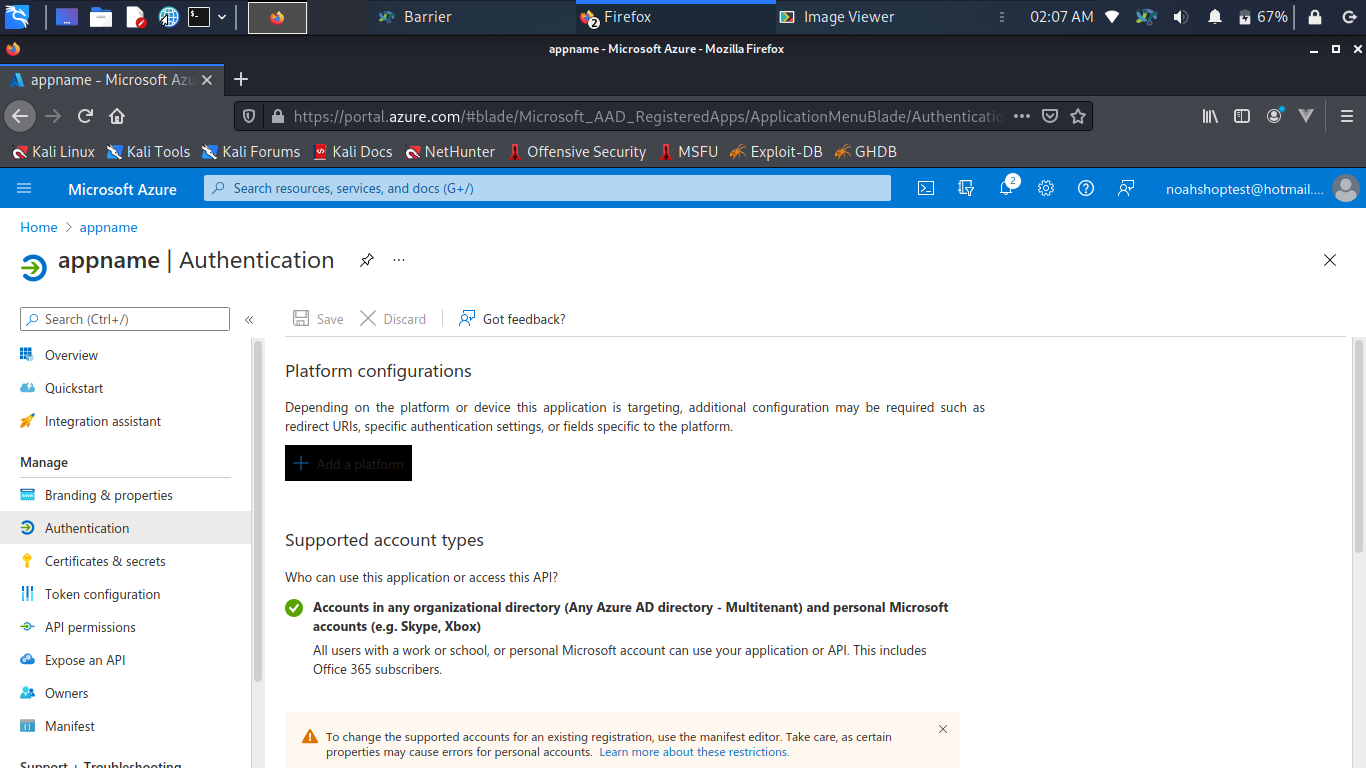 Barrier
2
Firefox
Image Viewer
02:07 AM
67%
appname - Microsoft Azure - Mozilla Firefox
appname - Microsoft Azu
https://portal.azure.com/#blade/Microsoft_AAD_RegisteredApps/ApplicationMenuBlade/Authenticatio
Kali Linux
Kali Tools
Kali Forums
Kali Docs
NetHunter
Offensive Security
MSFU
Exploit-DB
GHDB
Microsoft Azure
Search resources, services, and docs (G+/)
2
noahshoptest@hotmail....
Home > appname
appname | Authentication
Search (Ctrl+/)
«
Save
Discard
Got feedback?
Overview
Quickstart
Integration assistant
Manage
Branding & properties
Authentication
Certificates & secrets
Token configuration
API permissions
Expose an API
Owners
Manifest
Support + Troubleshooting
Platform configurations
Depending on the platform or device this application is targeting, additional configuration may be required such as
redirect URIs, specific authentication settings, or fields specific to the platform.
Add a platform
Supported account types
Who can use this application or access this API?
Accounts in any organizational directory (Any Azure AD directory - Multitenant) and personal Microsoft
accounts (e.g. Skype, Xbox)
All users with a work or school, or personal Microsoft account can use your application or API. This includes
Office 365 subscribers.
To change the supported accounts for an existing registration, use the manifest editor. Take care, as certain
properties may cause errors for personal accounts. Learn more about these restrictions.